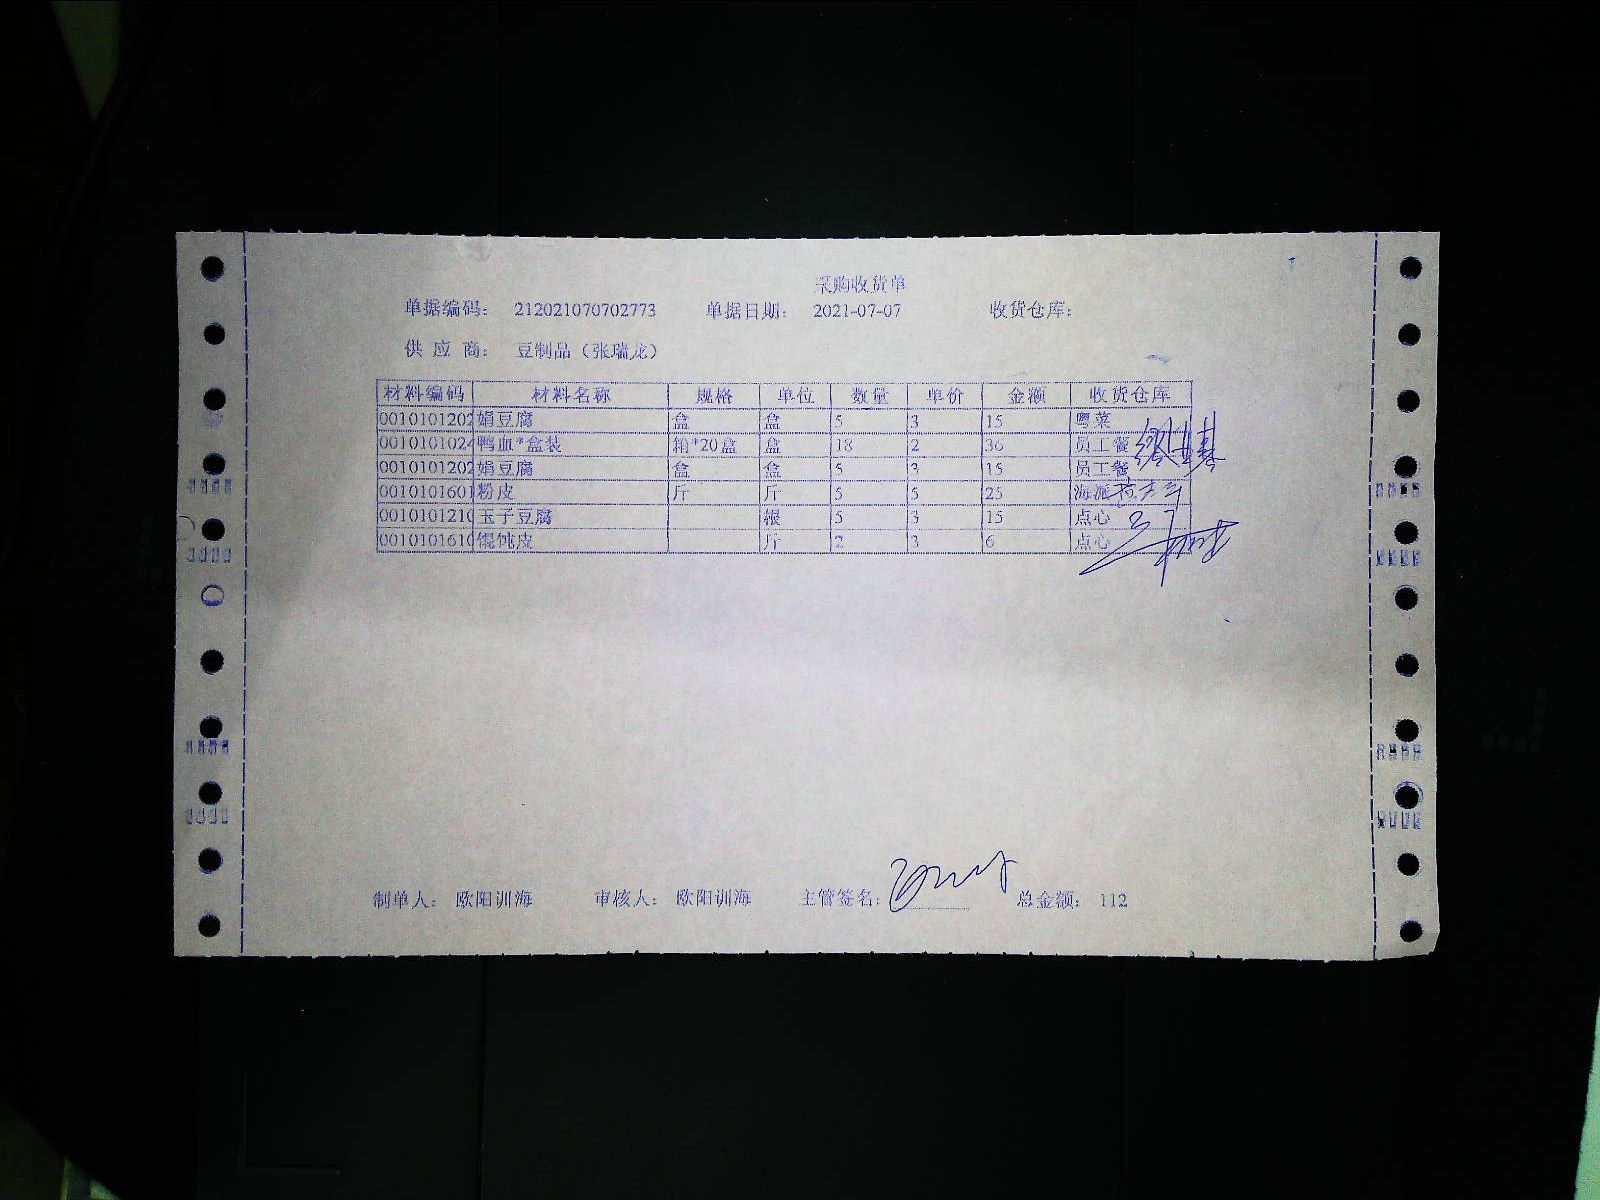 采购收货单
单据编码: 212021070702773 单据日期: 2021-07-07 收货仓库:
供应商: 豆制品（张瑞龙）
材料编码 材料名称 规格 单位 数量 单价 金额 收货仓库
0010101202 娟豆腐 盒 盒 5 3 15 粤菜
0010101024 鸭血*盒装 箱*20盒 盒 18 2 36 员工餐
0010101202 娟豆腐 盒 盒 5 3 15 员工餐
0010101601 粉皮 斤 斤 5 5 25 海派
0010101210 玉子豆腐 根 5 3 15 点心
0010101610 馄饨皮 斤 2 3 6 点心
制单人: 欧阳训海 审核人: 欧阳训海 主管签名: 总金额: 112